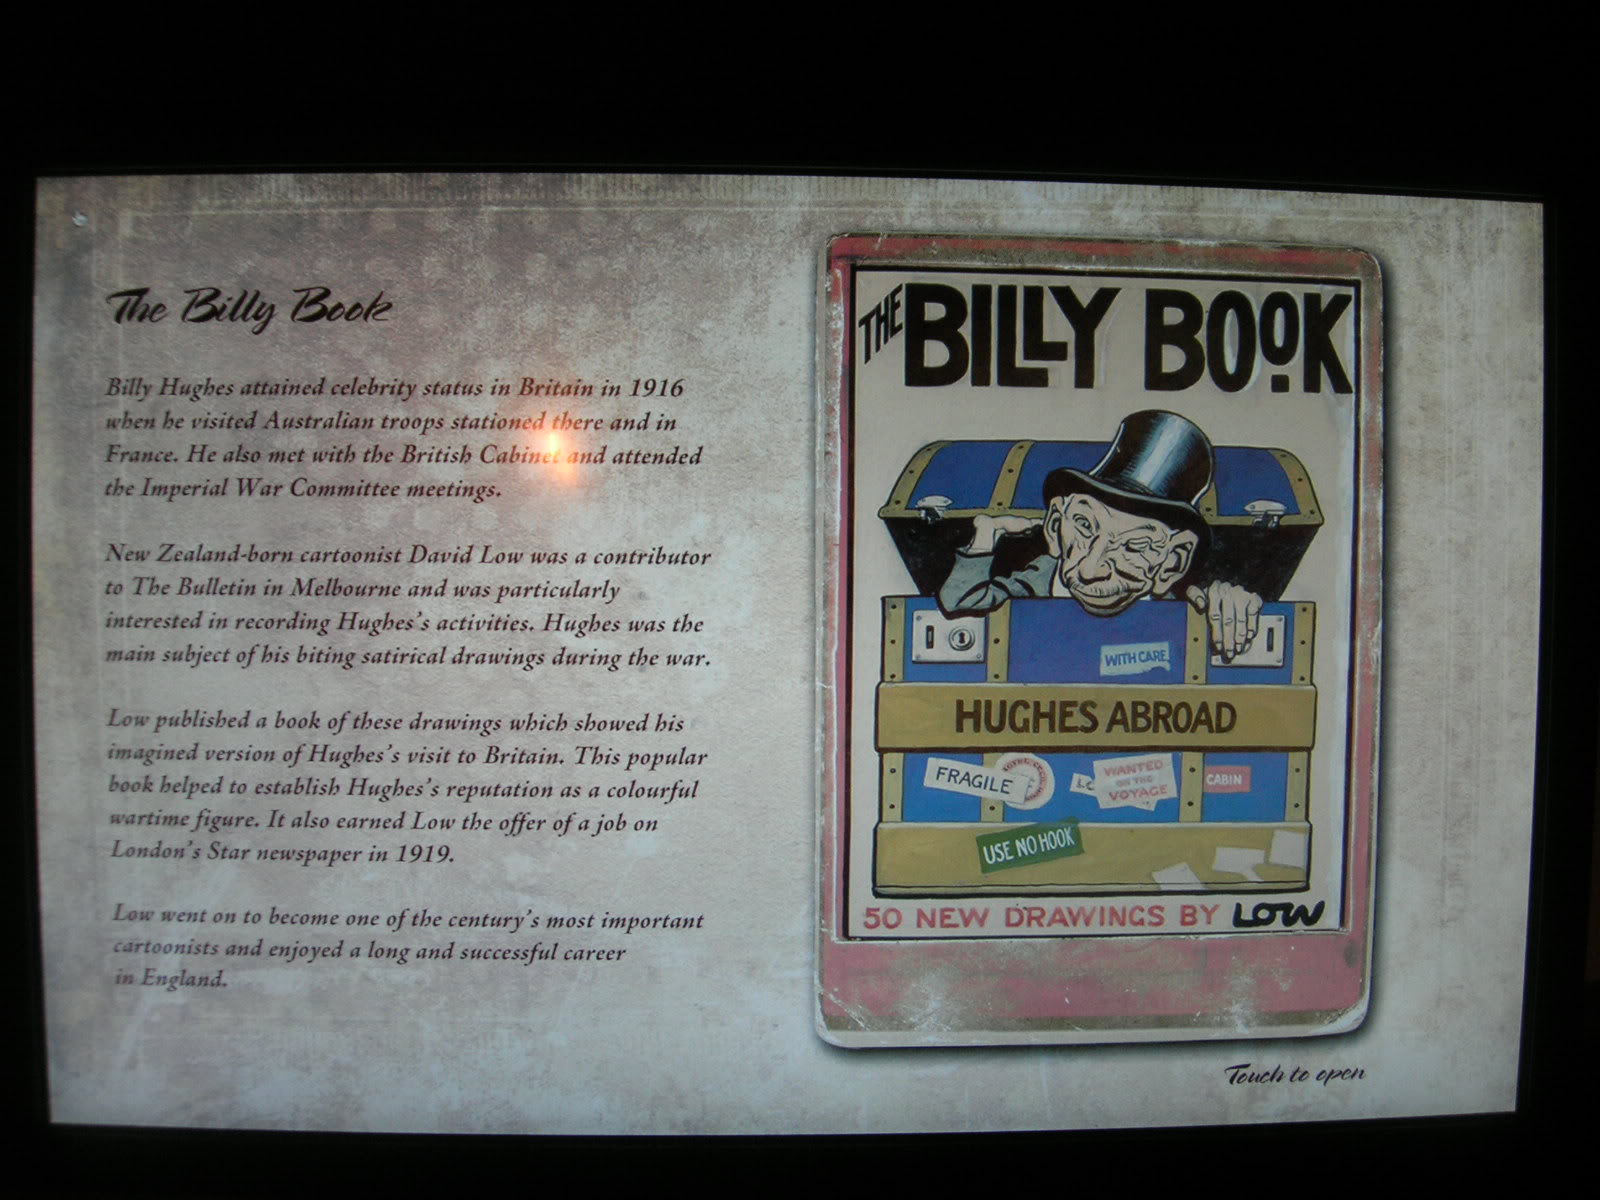 The Billy Book
Billy Hughes attained celebrity status in Britain in 1916
when he visited Australian troops stationed there and in
France. He also met with the British Cabinet and attended
the Imperial War Committee meetings.
New Zealand-born cartoonist David Low was a contributor
to The Bulletin in Melbourne and was particularly
interested in recording Hughes's activities. Hughes was the
main subject of his biting satirical drawings during the war.
Low published a book of these drawings which showed his
imagined version of Hughes's visit to Britain. This popular
book helped to establish Hughes's reputation as a colourful
wartime figure. It also earned Low the offer of a job on
London's Star newspaper in 1919.
Low went on to become one of the century's most important
cartoonists and enjoyed a long and successful career
in England.
THE BILLY BOOK
WITH CARE
HUGHES ABROAD
FRAGILE
WANTED
ON THE
VOYAGE
CABIN
USE NO HOOK
50 NEW DRAWINGS BY LOW
Touch to open